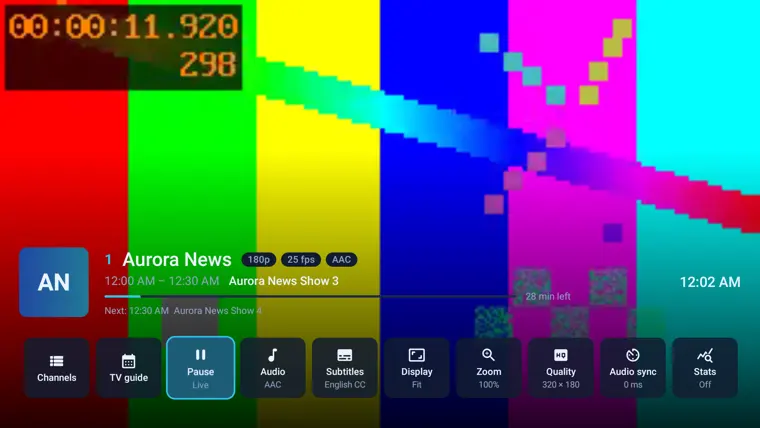 00:00:11.920
298
AN
1 Aurora News 180p 25 fps AAC
12:00 AM – 12:30 AM Aurora News Show 3
12:02 AM
28 min left
Next: 12:30 AM Aurora News Show 4
Channels
TV guide
Pause
Live
Audio
AAC
Subtitles
English CC
Display
Fit
Zoom
100%
HQ
Quality
320 × 180
Audio sync
0 ms
Stats
Off